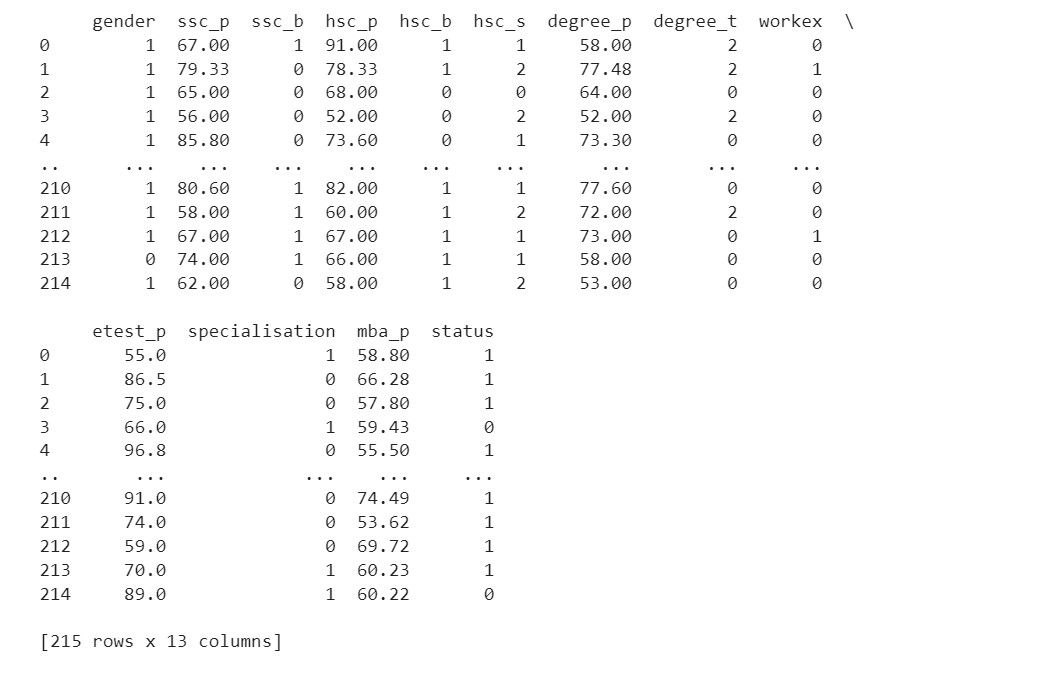 gender ssc_p ssc_b hsc_p hsc_b hsc_s degree_p degree_t workex \
0 1 67.00 1 91.00 1 1 58.00 2 0
1 1 79.33 0 78.33 1 2 77.48 2 1
2 1 65.00 0 68.00 0 0 64.00 0 0
3 1 56.00 0 52.00 0 2 52.00 2 0
4 1 85.80 0 73.60 0 1 73.30 0 0
.. ... ... ... ... ... ... ... ... ...
210 1 80.60 1 82.00 1 1 77.60 0 0
211 1 58.00 1 60.00 1 2 72.00 2 0
212 1 67.00 1 67.00 1 1 73.00 0 1
213 0 74.00 1 66.00 1 1 58.00 0 0
214 1 62.00 0 58.00 1 2 53.00 0 0
etest_p specialisation mba_p status
0 55.0 1 58.80 1
1 86.5 0 66.28 1
2 75.0 0 57.80 1
3 66.0 1 59.43 0
4 96.8 0 55.50 1
.. ... ... ... ...
210 91.0 0 74.49 1
211 74.0 0 53.62 1
212 59.0 0 69.72 1
213 70.0 1 60.23 1
214 89.0 1 60.22 0
[215 rows x 13 columns]